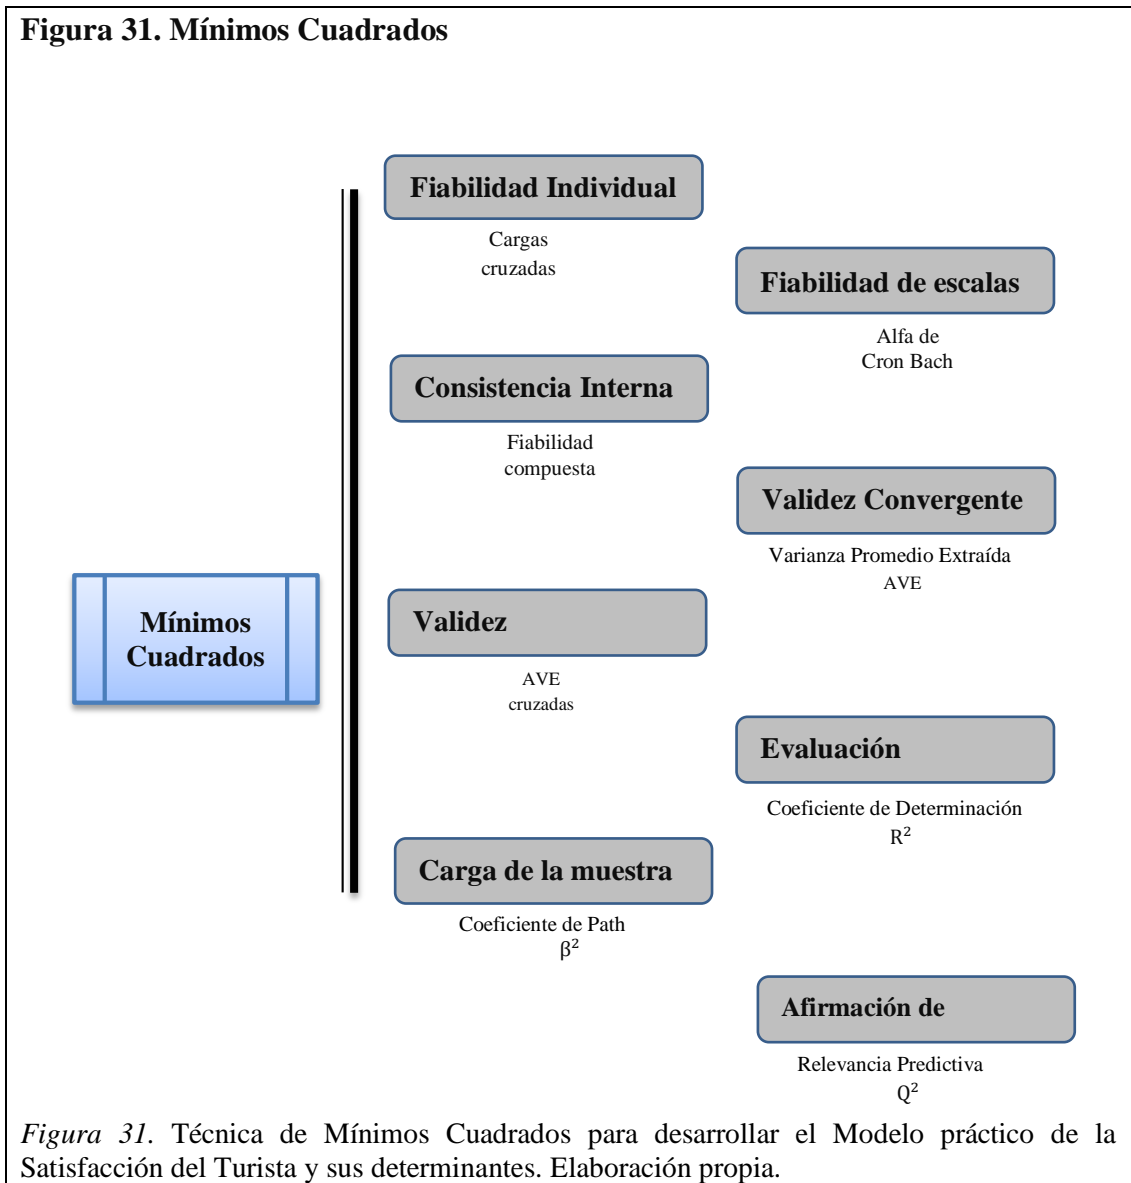 Figura 31. Mínimos Cuadrados
Fiabilidad Individual
Cargas
cruzadas
Fiabilidad de escalas
Alfa de
Cron Bach
Consistencia Interna
Fiabilidad
compuesta
Validez Convergente
Varianza Promedio Extraída
AVE
Mínimos
Cuadrados
Validez
AVE
cruzadas
Evaluación
Coeficiente de Determinación
R²
Carga de la muestra
Coeficiente de Path
β²
Afirmación de
Relevancia Predictiva
Q²
Figura 31. Técnica de Mínimos Cuadrados para desarrollar el Modelo práctico de la
Satisfacción del Turista y sus determinantes. Elaboración propia.